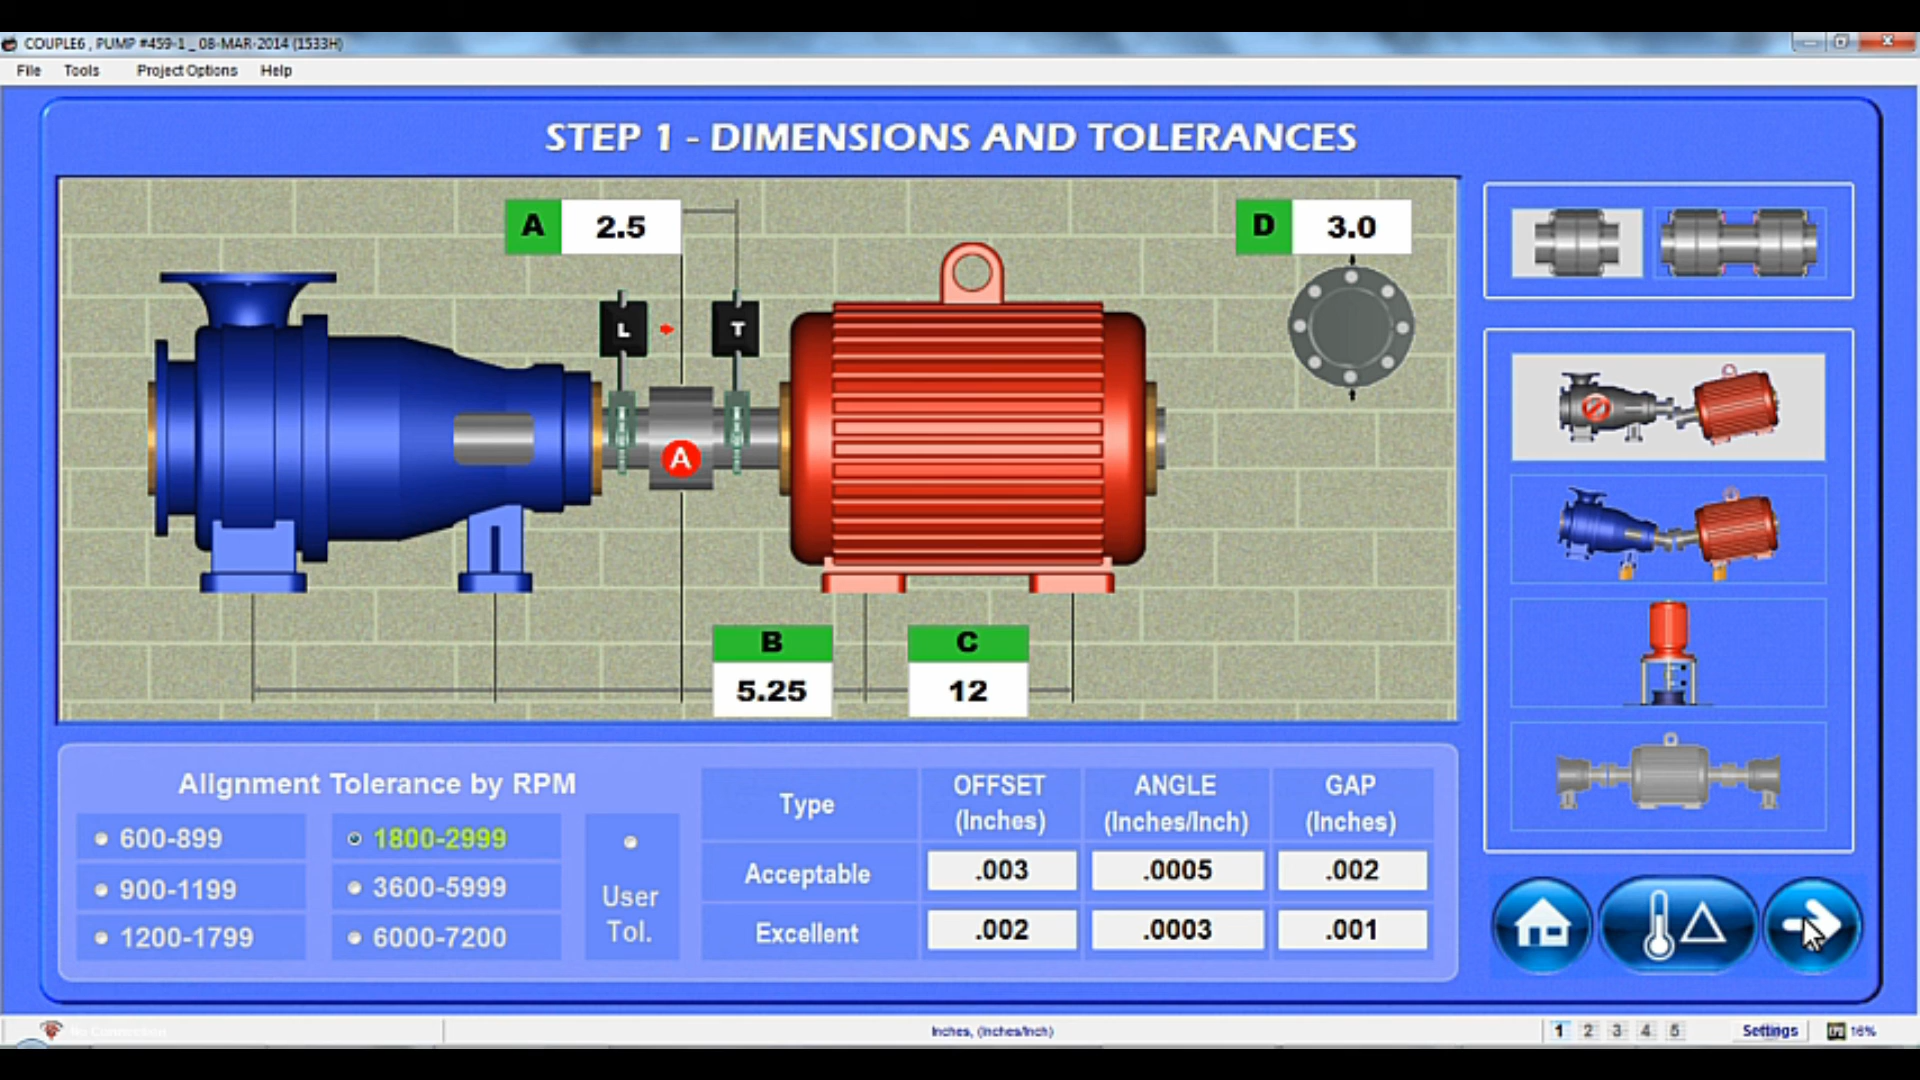 COUPLE6 , PUMP #459-1 _ 08-MAR-2014 (1533H)
File Tools Project Options Help
STEP 1 - DIMENSIONS AND TOLERANCES
A 2.5
D 3.0
L T
A
B C
5.25 12
Alignment Tolerance by RPM
600-899 1800-2999
900-1199 3600-5999
1200-1799 6000-7200
User
Tol.
Type OFFSET (Inches) ANGLE (Inches/Inch) GAP (Inches)
Acceptable .003 .0005 .002
Excellent .002 .0003 .001
No Connection
Inches, (Inches/Inch)
1 2 3 4 5 Settings 16%